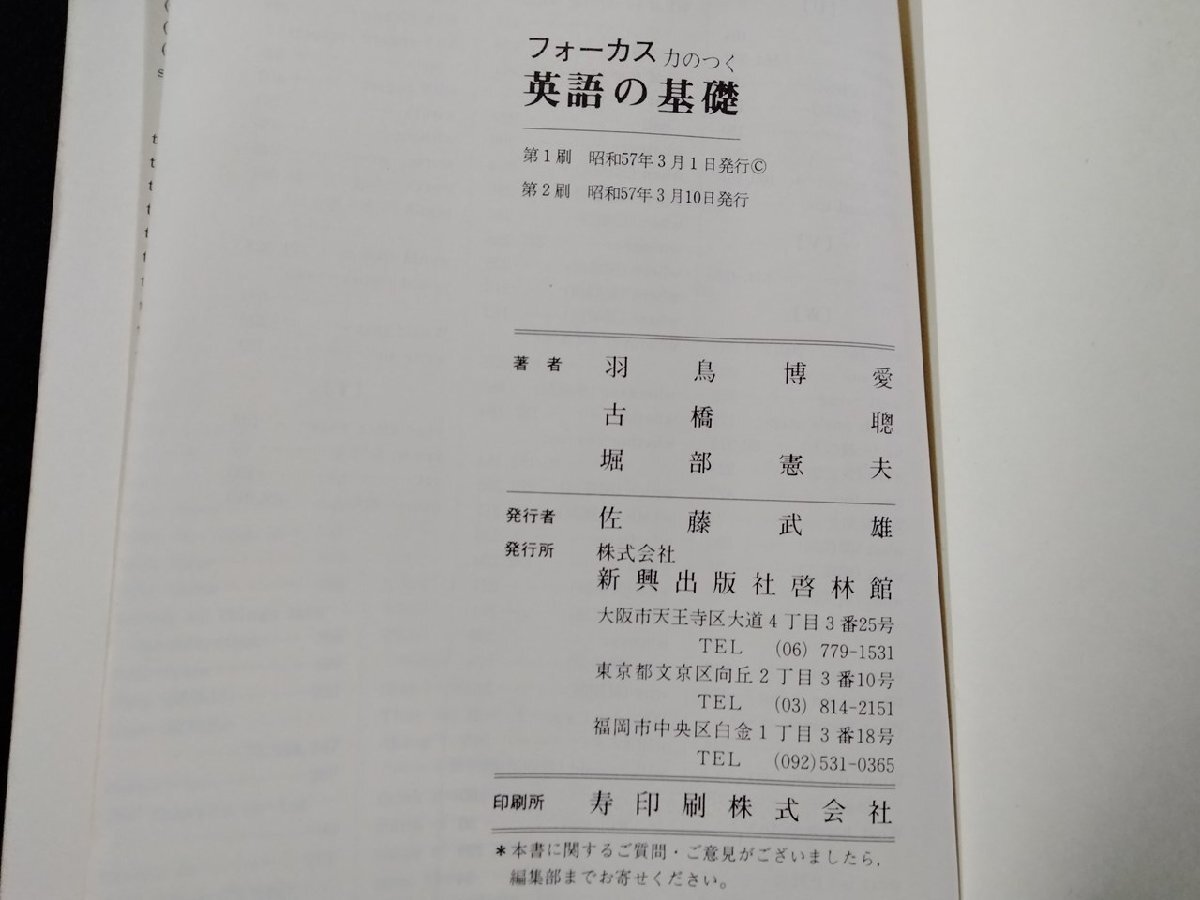 フォーカス 力のつく
英語の基礎
第1刷 昭和57年3月1日発行©
第2刷 昭和57年3月10日発行
著者 羽鳥博愛
古橋聰
堀部憲夫
発行者 佐藤武雄
発行所 株式会社
新興出版社啓林館
大阪市天王寺区大道4丁目3番25号
TEL (06) 779-1531
東京都文京区向丘2丁目3番10号
TEL (03) 814-2151
福岡市中央区白金1丁目3番18号
TEL (092)531-0365
印刷所 寿印刷株式会社
*本書に関するご質問・ご意見がございましたら,
編集部までお寄せください。